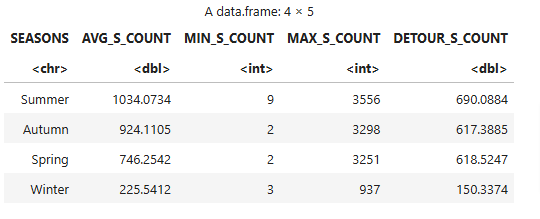 A data.frame: 4 × 5
SEASONS AVG_S_COUNT MIN_S_COUNT MAX_S_COUNT DETOUR_S_COUNT
<chr> <dbl> <int> <int> <dbl>
Summer 1034.0734 9 3556 690.0884
Autumn 924.1105 2 3298 617.3885
Spring 746.2542 2 3251 618.5247
Winter 225.5412 3 937 150.3374